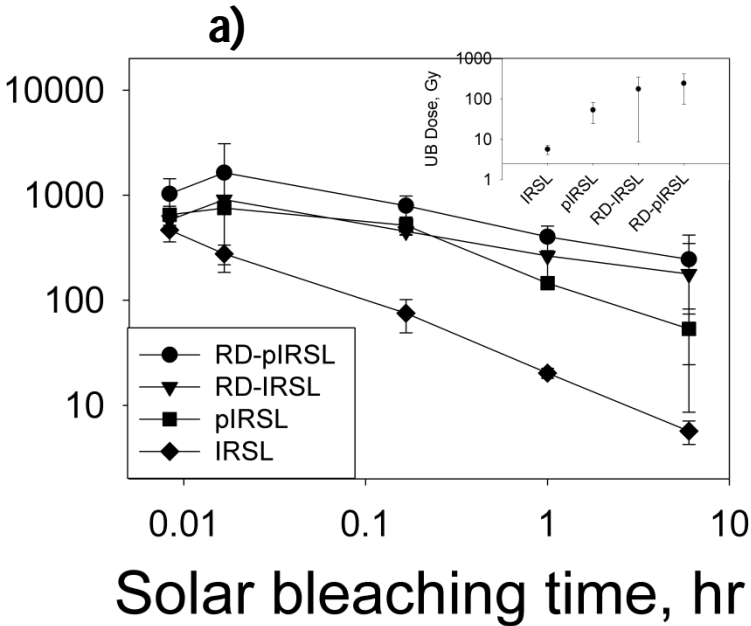 a)
10000
1000
100
10
UB Dose, Gy
1000
100
10
1
IRSL
pIRSL
RD-IRSL
RD-pIRSL
RD-pIRSL
RD-IRSL
pIRSL
IRSL
0.01
0.1
1
10
Solar bleaching time, hr